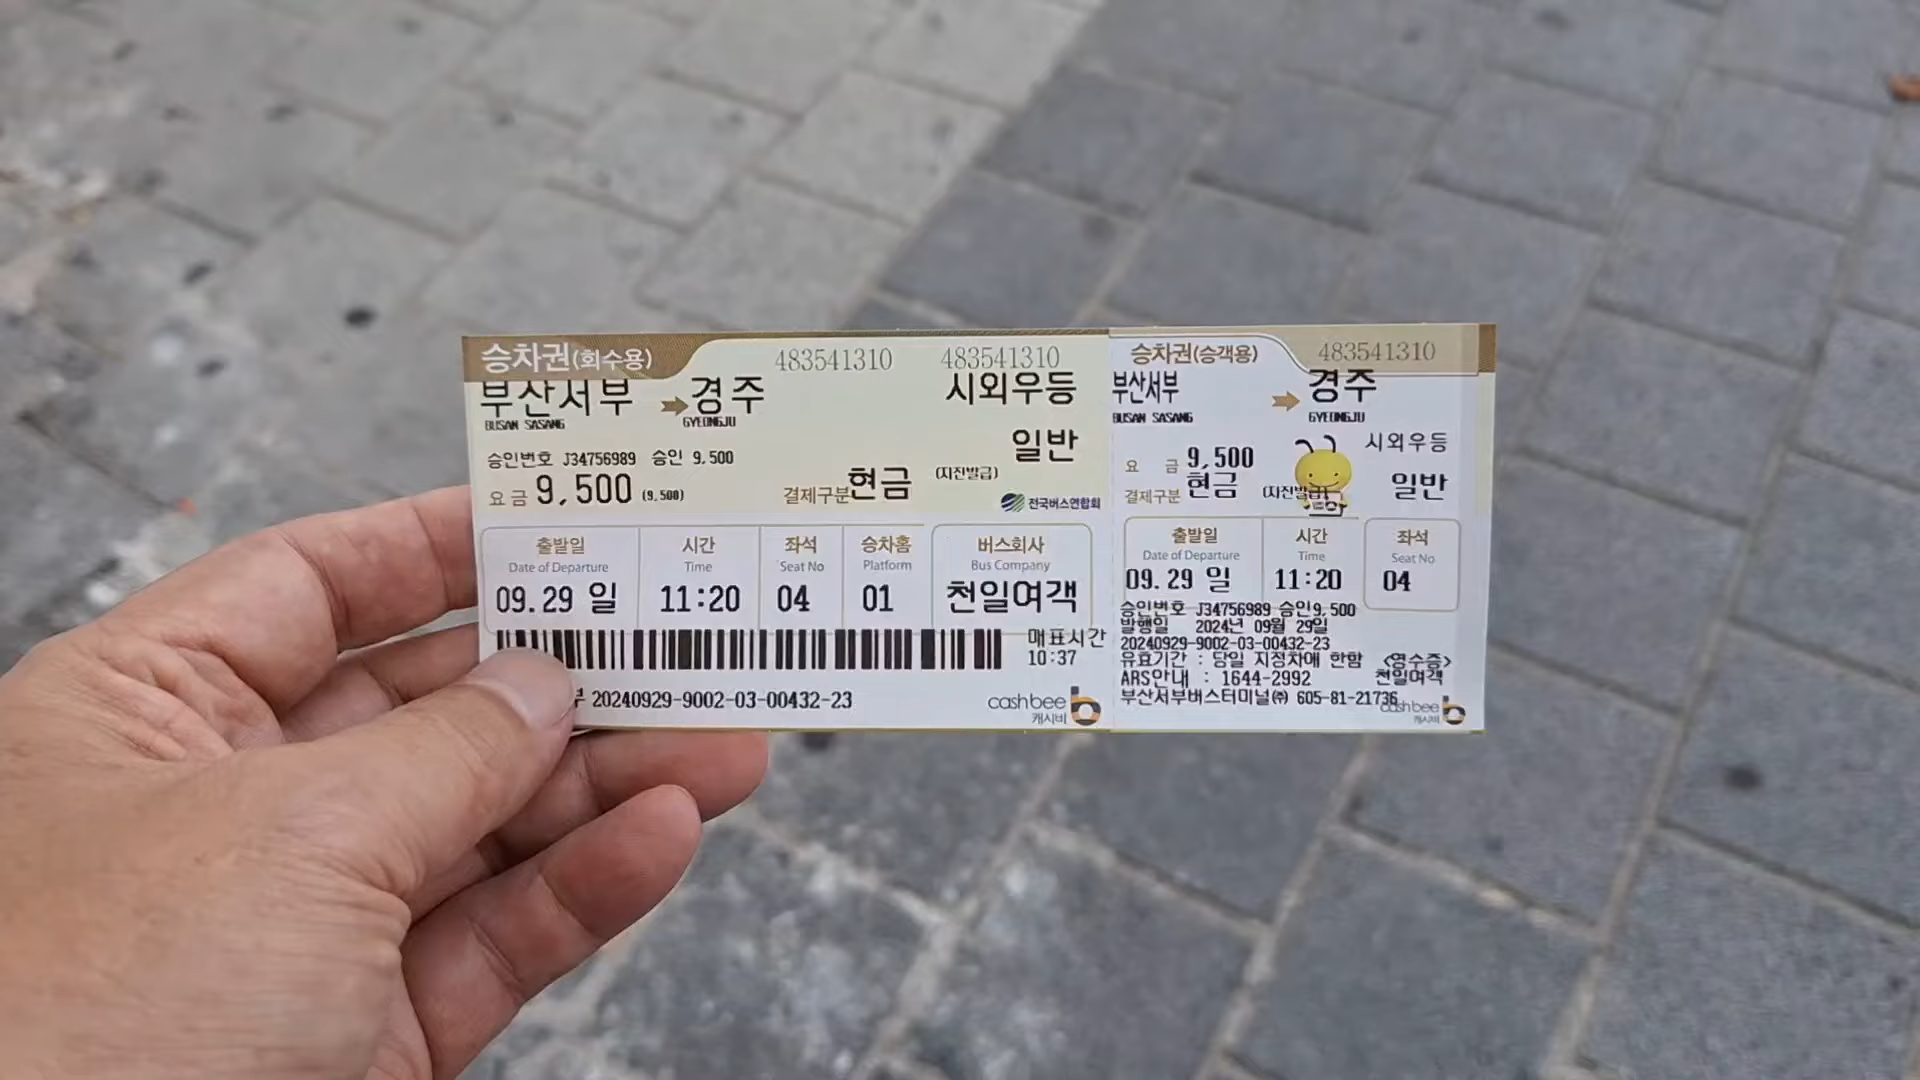 승차권(회수용) 483541310 483541310
부산서부 경주 시외우등
BUSAN SASANG GYEONGJU
일반
승인번호 J34756989 승인 9,500 (지진발급)
요금 9,500 (9,500) 결제구분 현금 전국버스연합회
출발일 시간 좌석 승차홈 버스회사
Date of Departure Time Seat No Platform Bus Company
09.29 일 11:20 04 01 천일여객
매표시간
10:37
부 20240929-9002-03-00432-23 cashbee
캐시비
승차권(승객용) 483541310
부산서부 경주
BUSAN SASANG GYEONGJU
시외우등
요금 9,500
결제구분 현금 일반
출발일 시간 좌석
Date of Departure Time Seat No
09.29 일 11:20 04
승인번호 J34756989 승인9,500
발행일 2024년 09월 29일
20240929-9002-03-00432-23
유효기간 : 당일 지정차에 한함 <영수증>
ARS안내 : 1644-2992 천일여객
부산서부버스터미널㈜ 605-81-21736
cashbee
캐시비